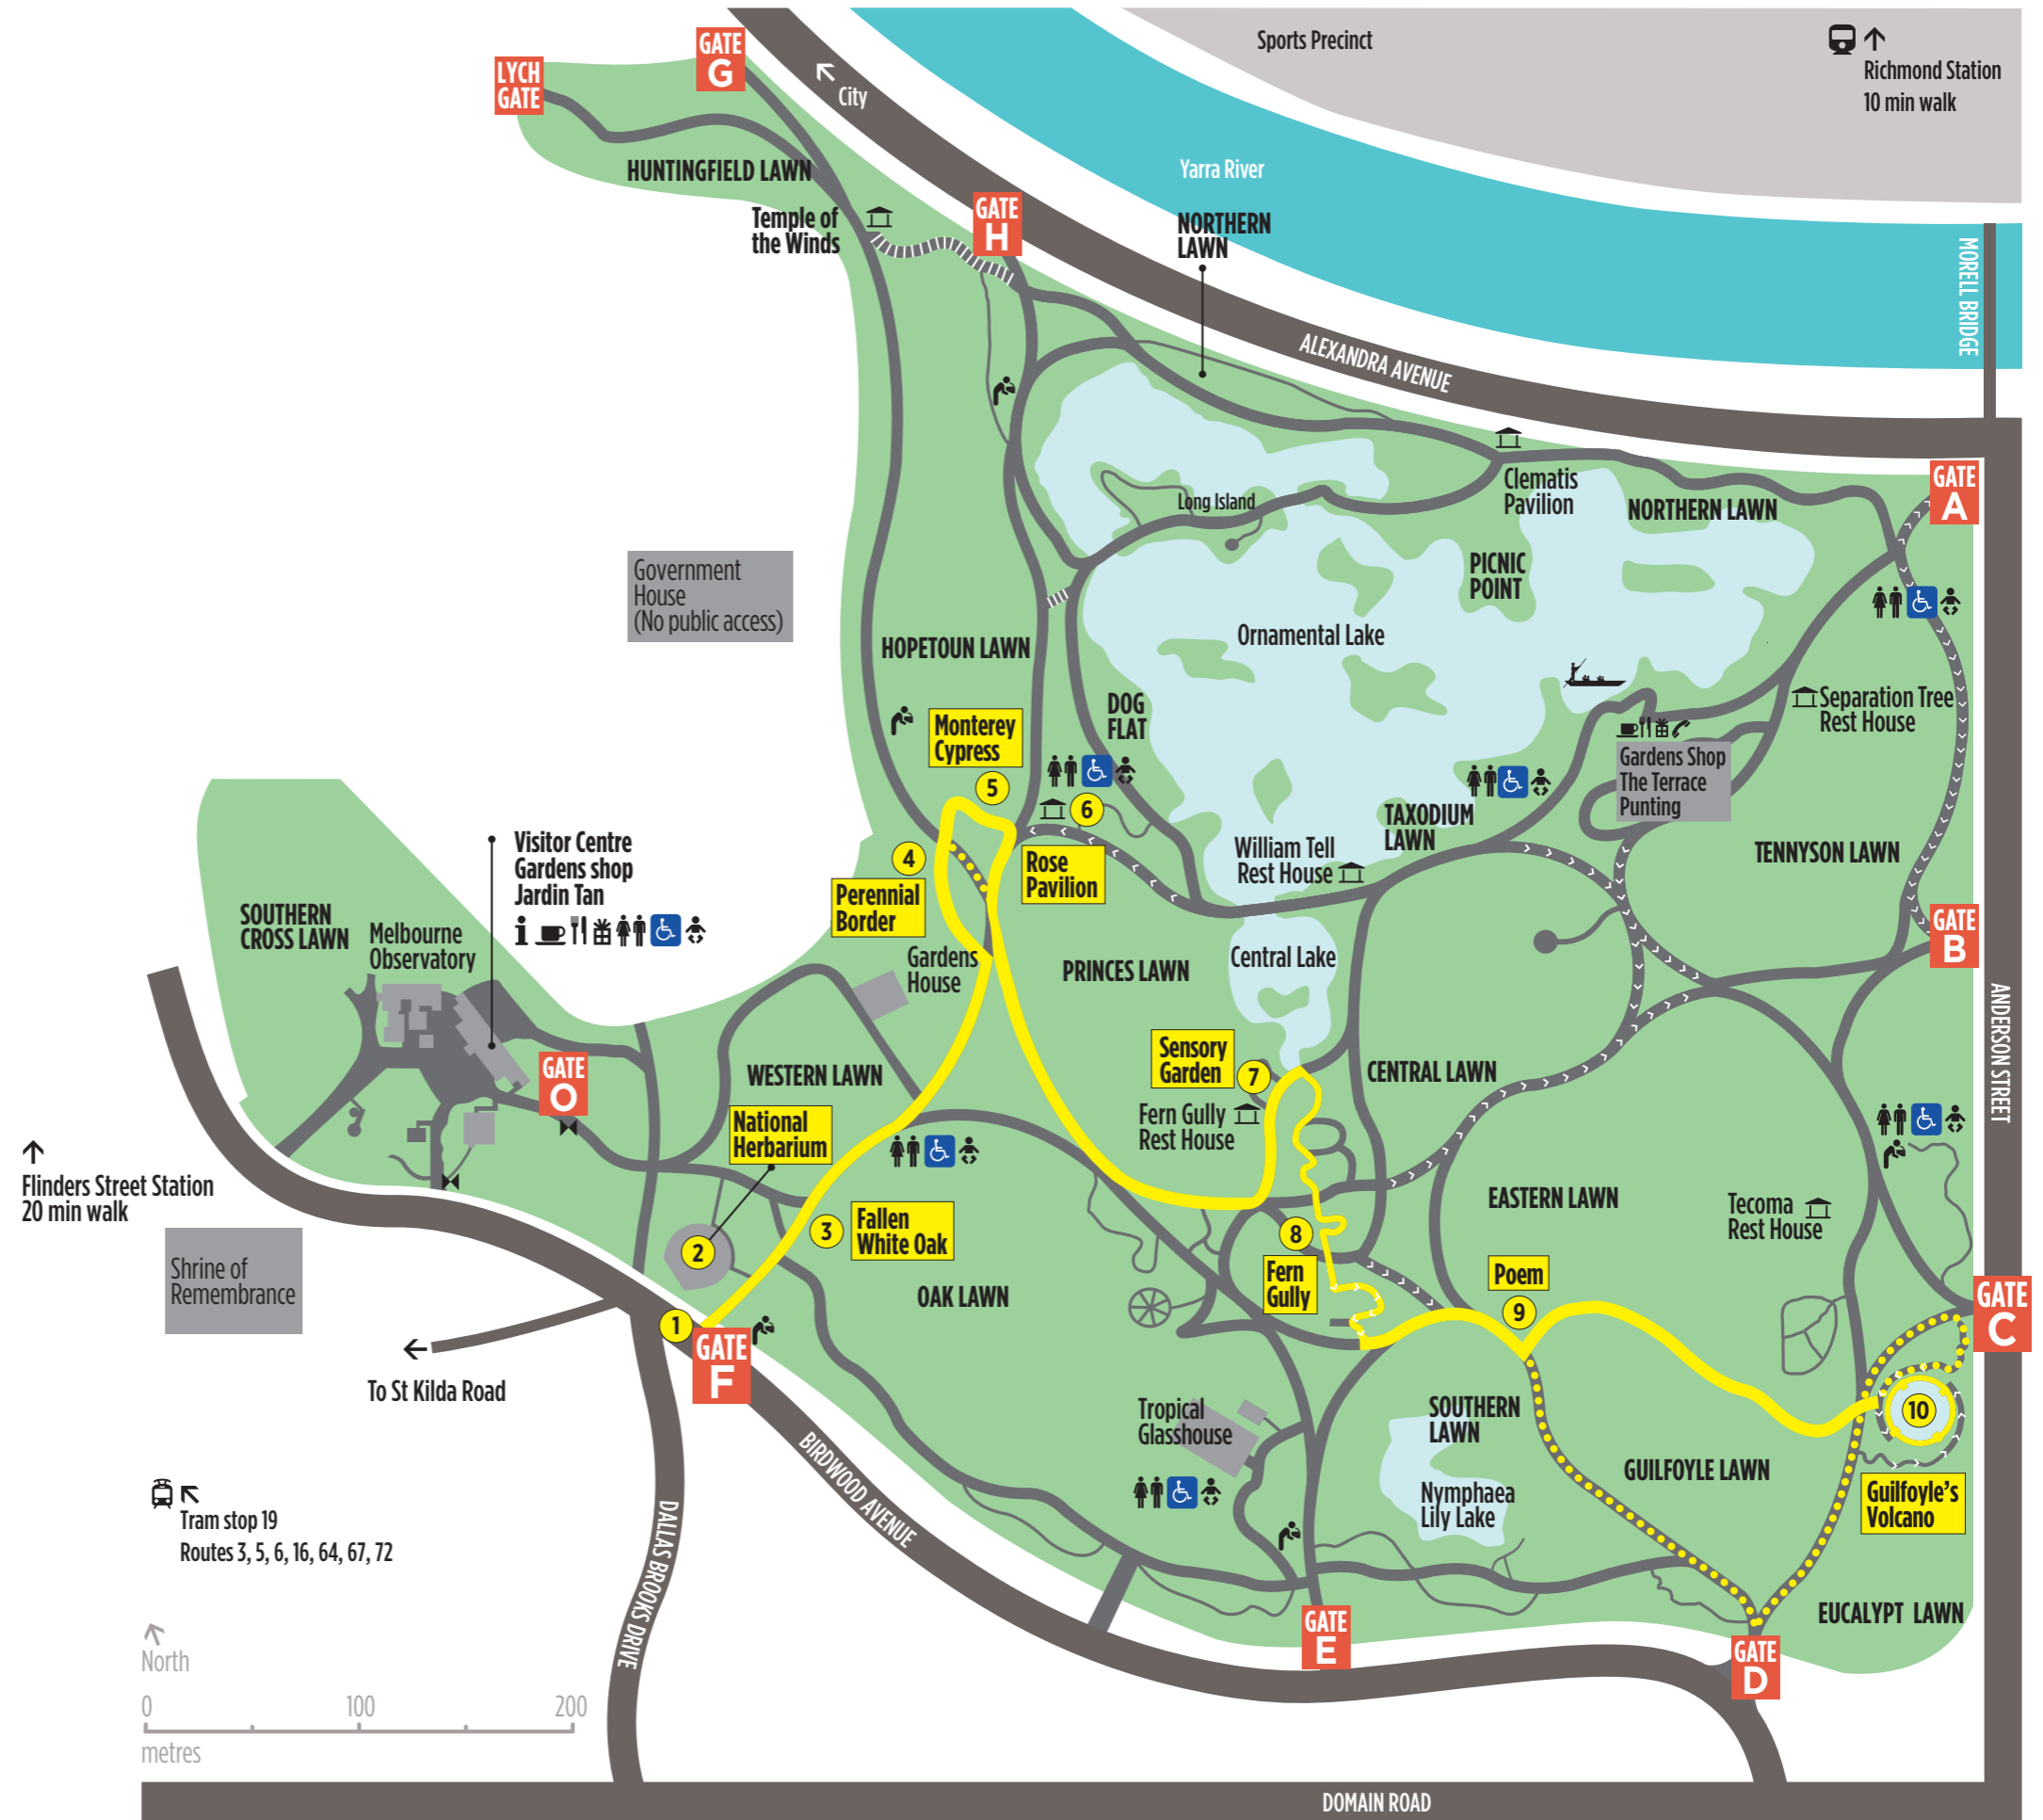 Sports Precinct
Richmond Station
10 min walk
GATE
G
LYCH
GATE
City
Yarra River
HUNTINGFIELD LAWN
Temple of
the Winds
GATE
H
NORTHERN
LAWN
MORELL BRIDGE
ALEXANDRA AVENUE
Clematis
Pavilion
GATE
A
Long Island
NORTHERN LAWN
PICNIC
POINT
Government
House
(No public access)
HOPETOUN LAWN
Ornamental Lake
DOG
FLAT
Separation Tree
Rest House
Monterey
Cypress
5
Gardens Shop
The Terrace
Punting
6
TAXODIUM
LAWN
Visitor Centre
Gardens shop
Jardin Tan
4
Perennial
Border
Rose
Pavilion
William Tell
Rest House
TENNYSON LAWN
SOUTHERN
CROSS LAWN
Melbourne
Observatory
Gardens
House
PRINCES LAWN
Central Lake
GATE
B
ANDERSON STREET
GATE
O
WESTERN LAWN
Sensory
Garden
7
CENTRAL LAWN
National
Herbarium
Fern Gully
Rest House
Flinders Street Station
20 min walk
EASTERN LAWN
Tecoma
Rest House
2
3
Fallen
White Oak
8
Shrine of
Remembrance
OAK LAWN
Fern
Gully
Poem
9
1
GATE
F
GATE
C
To St Kilda Road
Tropical
Glasshouse
SOUTHERN
LAWN
10
BIRDWOOD AVENUE
GUILFOYLE LAWN
Nymphaea
Lily Lake
Guilfoyle's
Volcano
Tram stop 19
Routes 3, 5, 6, 16, 64, 67, 72
DALLAS BROOKS DRIVE
EUCALYPT LAWN
GATE
E
GATE
D
North
0 100 200
metres
DOMAIN ROAD